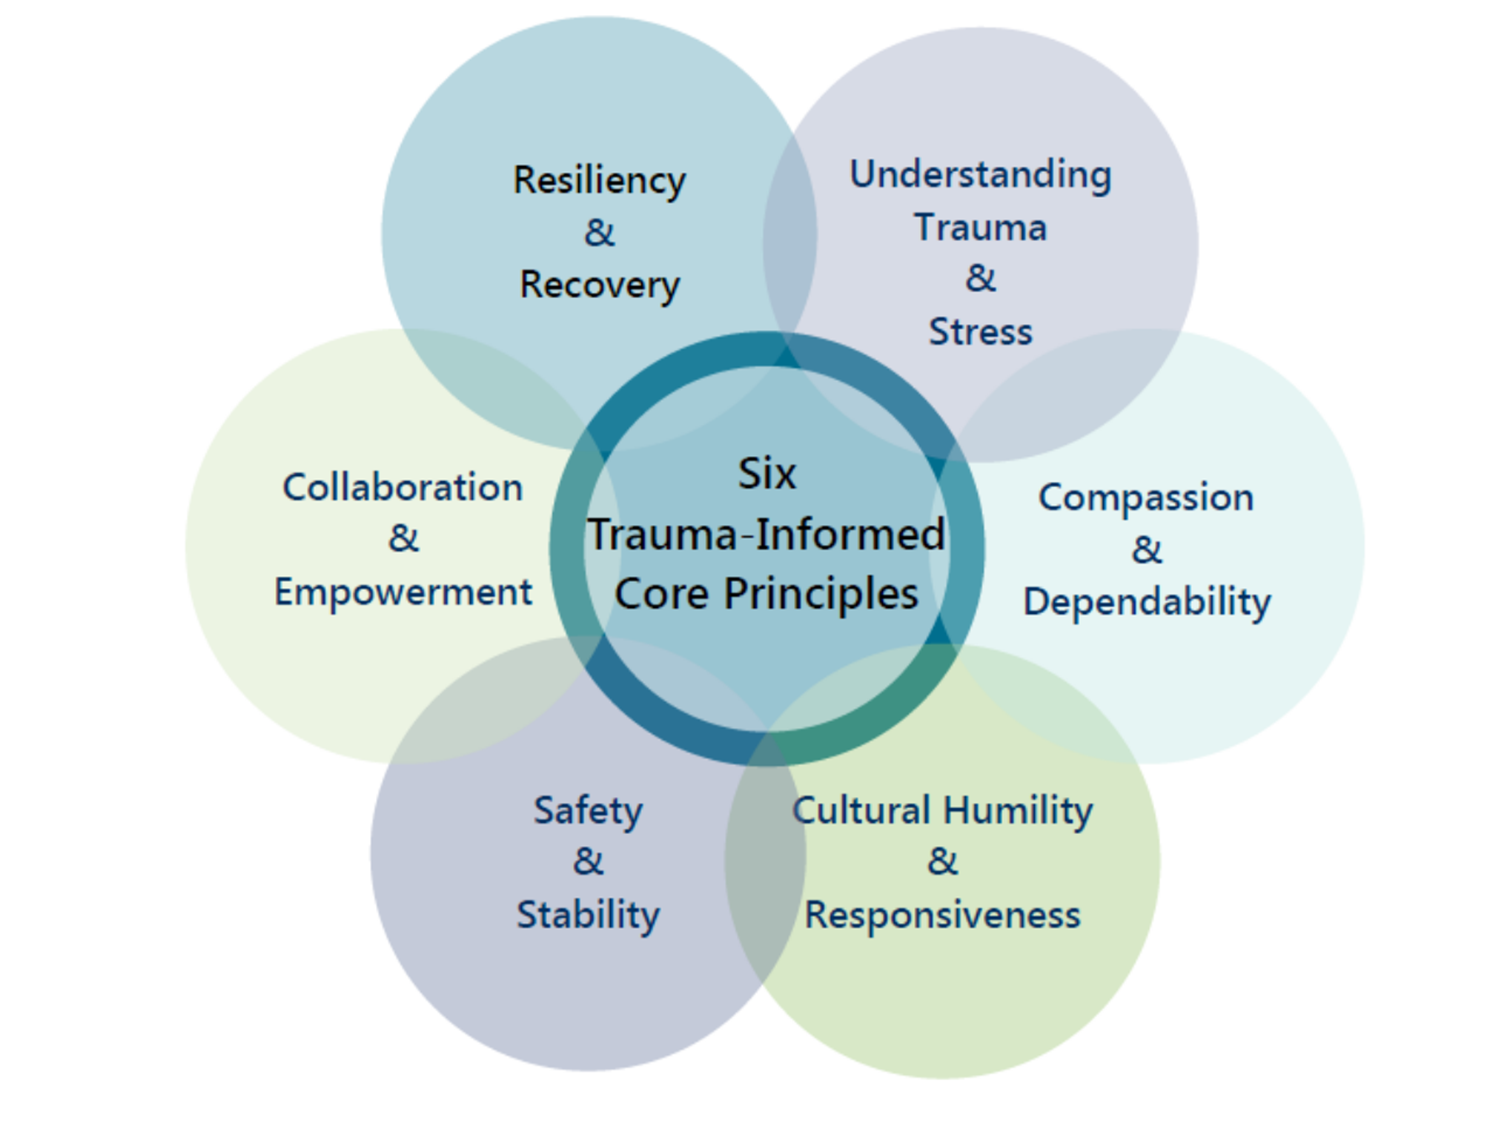 Resiliency
&
Recovery
Understanding
Trauma
&
Stress
Collaboration
&
Empowerment
Six
Trauma-Informed
Core Principles
Compassion
&
Dependability
Safety
&
Stability
Cultural Humility
&
Responsiveness